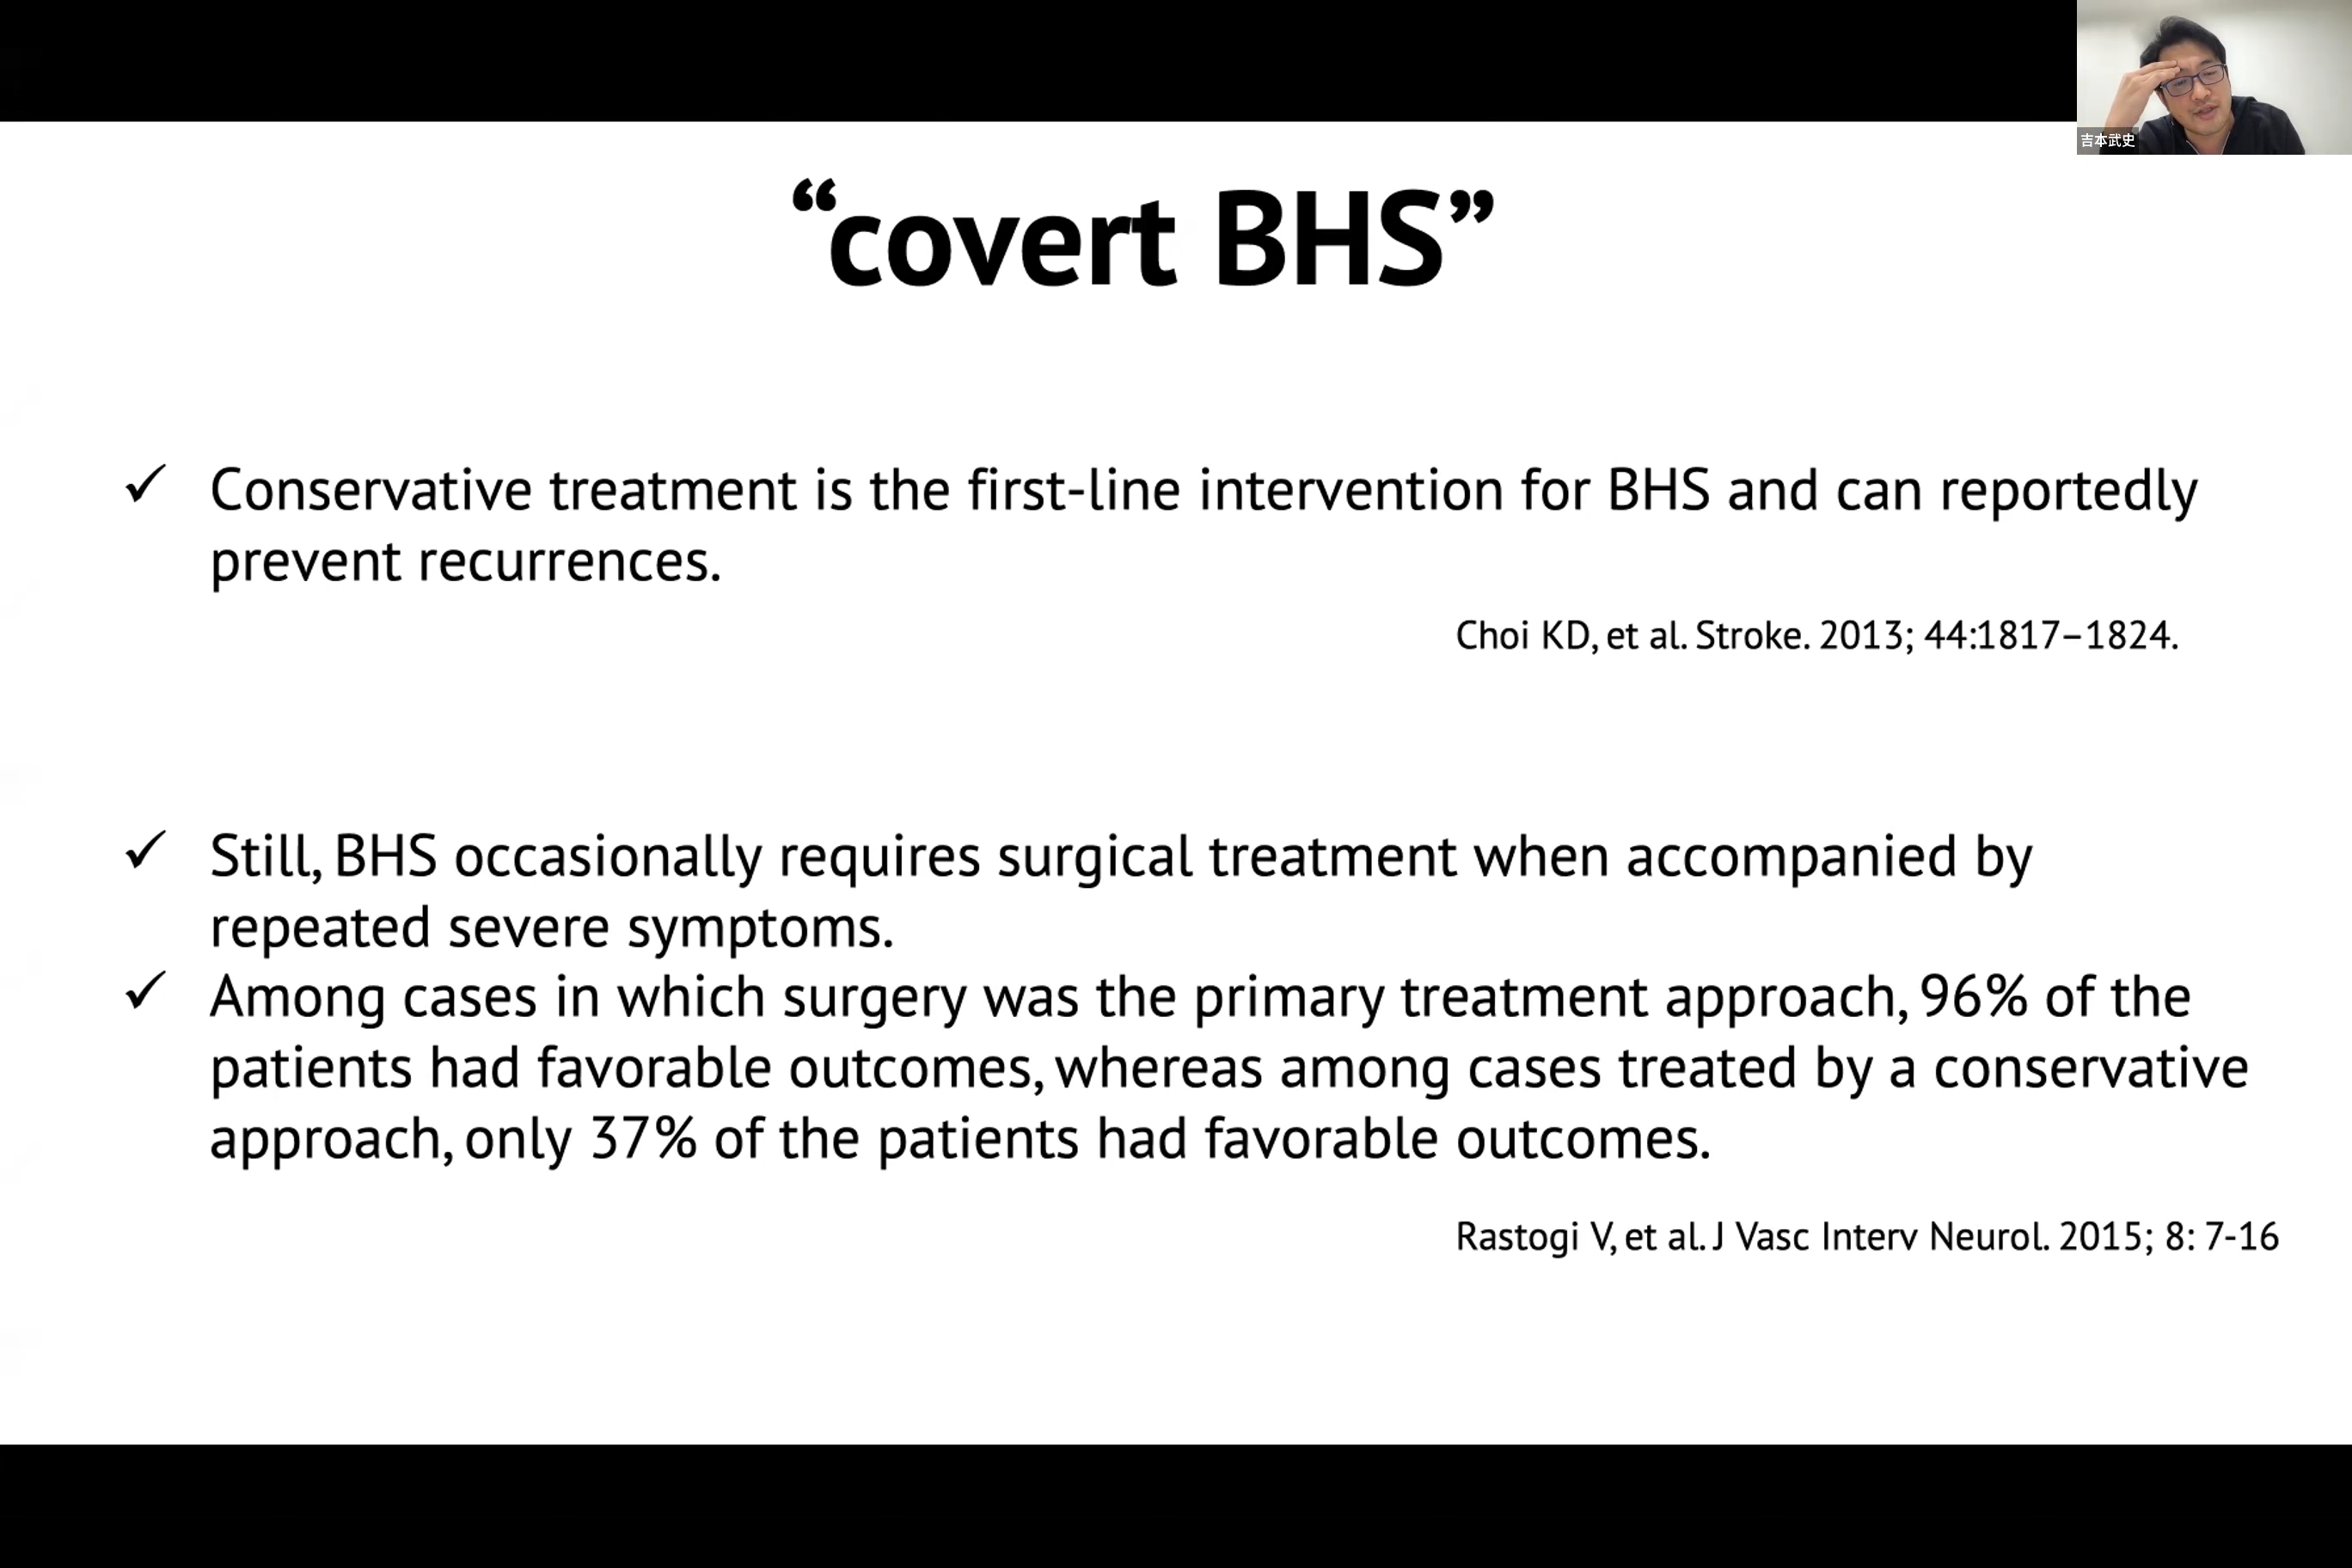 吉本武史
“covert BHS”
✓ Conservative treatment is the first-line intervention for BHS and can reportedly
prevent recurrences.
Choi KD, et al. Stroke. 2013; 44:1817–1824.
✓ Still, BHS occasionally requires surgical treatment when accompanied by
repeated severe symptoms.
✓ Among cases in which surgery was the primary treatment approach, 96% of the
patients had favorable outcomes, whereas among cases treated by a conservative
approach, only 37% of the patients had favorable outcomes.
Rastogi V, et al. J Vasc Interv Neurol. 2015; 8: 7-16